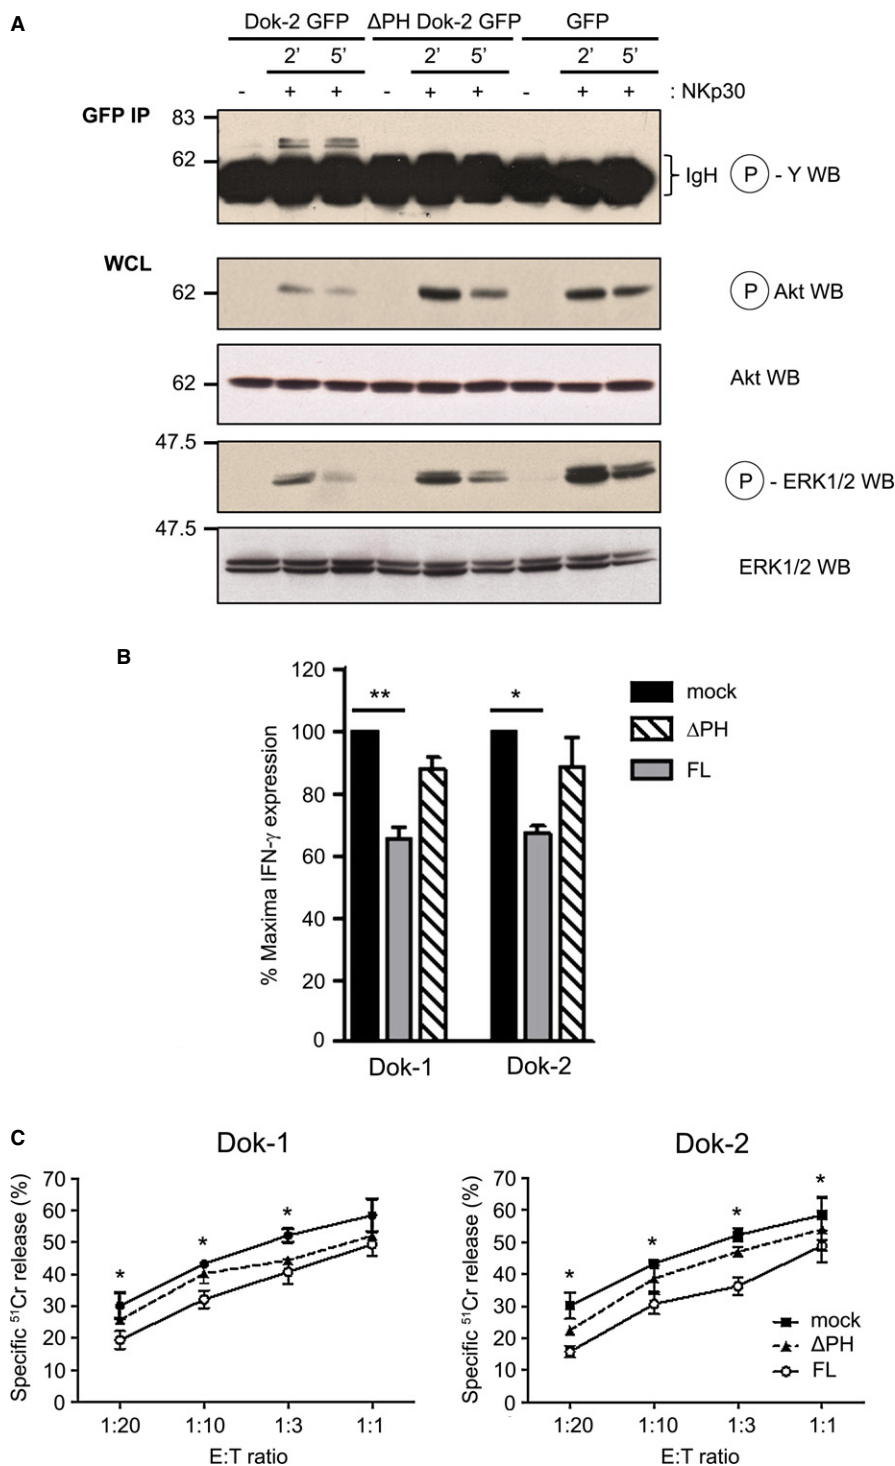 A
Dok-2 GFP ΔPH Dok-2 GFP GFP
2’ 5’ 2’ 5’ 2’ 5’
- + + - + + - + + : NKp30
GFP IP
83
62
IgH P - Y WB
WCL
62
P Akt WB
62
Akt WB
47.5
P - ERK1/2 WB
47.5
ERK1/2 WB
B
% Maxima IFN-γ expression
120
100
80
60
40
20
0
** *
Dok-1 Dok-2
mock
ΔPH
FL
C
Dok-1
Specific ⁵¹Cr release (%)
70
60
50
40
30
20
10
0
* * *
1:20 1:10 1:3 1:1
E:T ratio
Dok-2
Specific ⁵¹Cr release (%)
70
60
50
40
30
20
10
0
* * * *
mock
ΔPH
FL
1:20 1:10 1:3 1:1
E:T ratio